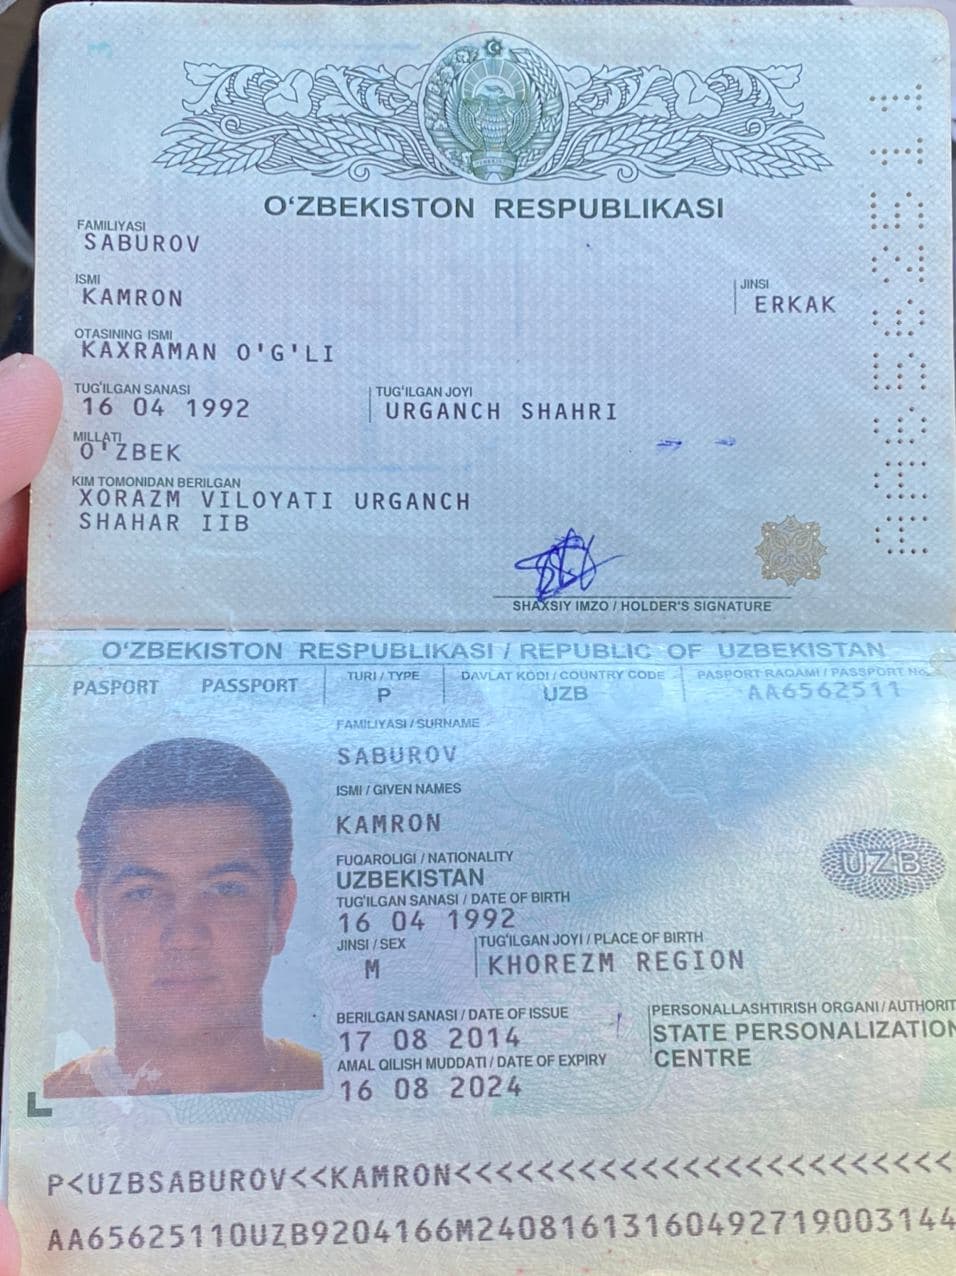 O‘ZBEKISTON RESPUBLIKASI
FAMILIYASI
SABUROV
ISMI
KAMRON
JINSI
ERKAK
OTASINING ISMI
KAXRAMAN O'G'LI
TUG‘ILGAN SANASI
16 04 1992
TUG‘ILGAN JOYI
URGANCH SHAHRI
MILLATI
O'ZBEK
KIM TOMONIDAN BERILGAN
XORAZM VILOYATI URGANCH
SHAHAR IIB
SHAXSIY IMZO / HOLDER'S SIGNATURE
AA6562511
O‘ZBEKISTON RESPUBLIKASI / REPUBLIC OF UZBEKISTAN
PASPORT PASSPORT
TURI / TYPE
P
DAVLAT KODI / COUNTRY CODE
UZB
PASPORT RAQAMI / PASSPORT No.
AA6562511
FAMILIYASI / SURNAME
SABUROV
ISMI / GIVEN NAMES
KAMRON
FUQAROLIGI / NATIONALITY
UZBEKISTAN
UZB
TUG‘ILGAN SANASI / DATE OF BIRTH
16 04 1992
JINSI / SEX
M
TUG‘ILGAN JOYI / PLACE OF BIRTH
KHOREZM REGION
BERILGAN SANASI / DATE OF ISSUE
17 08 2014
PERSONALLASHTIRISH ORGANI / AUTHORIT
STATE PERSONALIZATION
CENTRE
AMAL QILISH MUDDATI / DATE OF EXPIRY
16 08 2024
P<UZBSABUROV<<KAMRON<<<<<<<<<<<<<<<<<<<<<<<<
AA65625110UZB9204166M24081613160492719003144